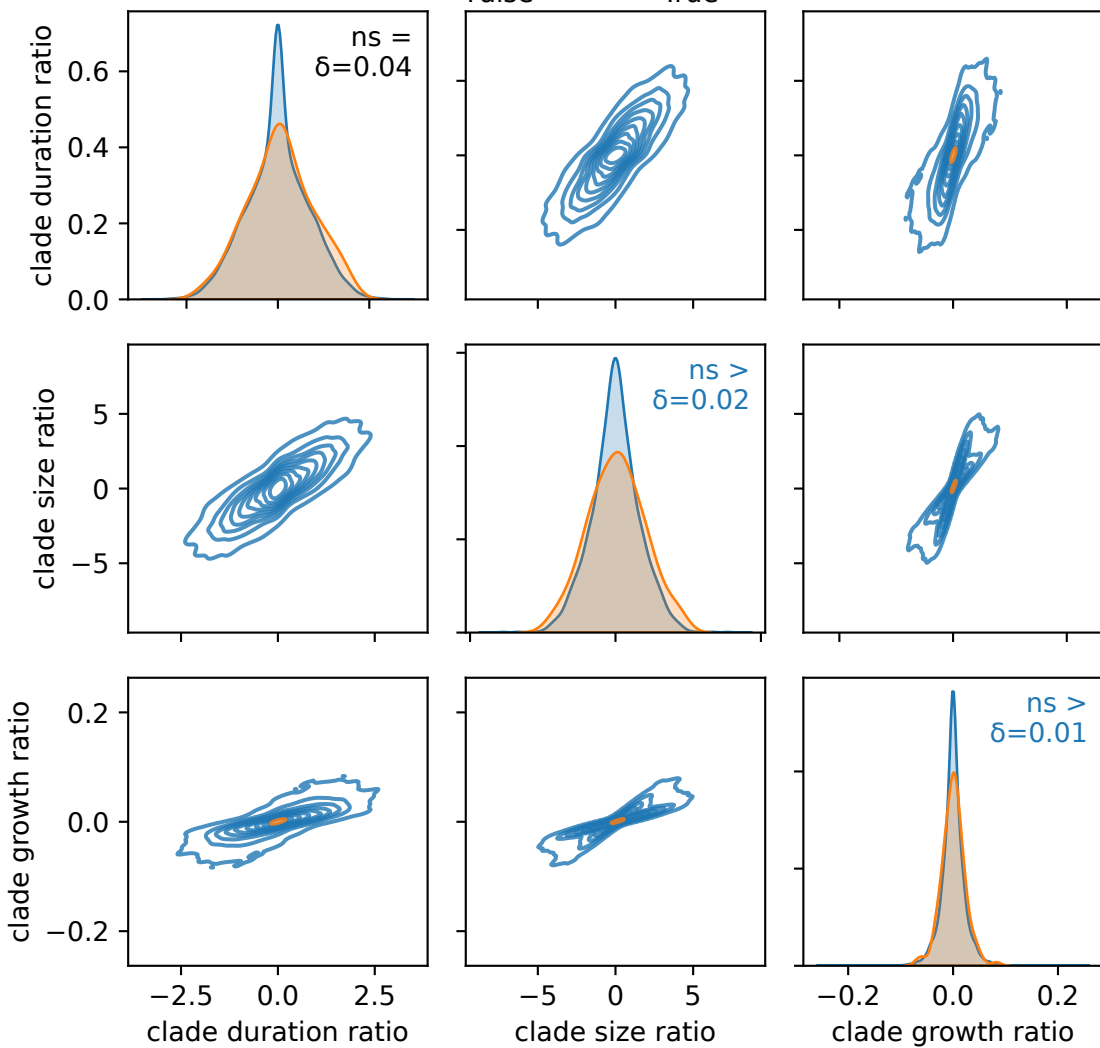 clade duration ratio
0.6
0.4
0.2
0.0
ns =
δ=0.04
clade size ratio
5
0
−5
ns >
δ=0.02
clade growth ratio
0.2
0.0
−0.2
ns >
δ=0.01
−2.5 0.0 2.5
−5 0 5
−0.2 0.0 0.2
clade duration ratio
clade size ratio
clade growth ratio